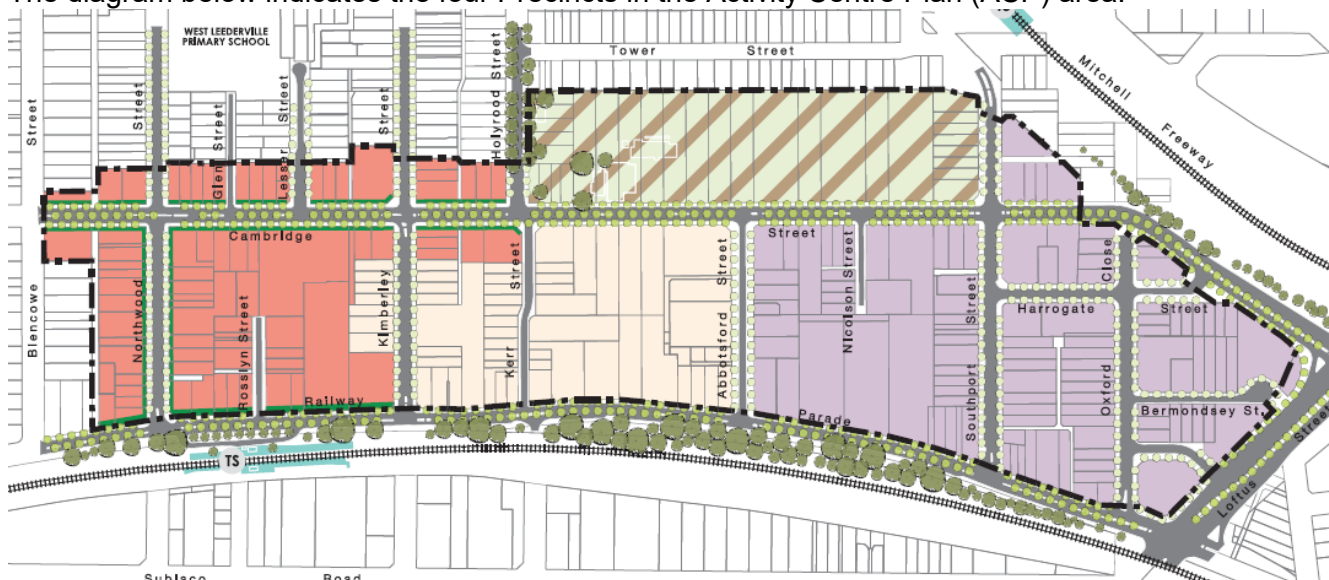 The diagram below indicates the four Precincts in the Activity Centre Plan (ACP) area.
WEST LEEDERVILLE
PRIMARY SCHOOL
Tower Street
Mitchell
Freeway
Street
Street
Glen Street
Lesser Street
Street
Holyrood Street
Cambridge
Street
Blencowe
Northwood
Rosslyn Street
Kimberley
Kerr
Street
Abbotsford
Street
Nicolson Street
Southport
Street
Oxford
Close
Harrogate
Street
Bermondsey St.
Railway
Parade
Loftus
Street
TS
Subiaco
Road